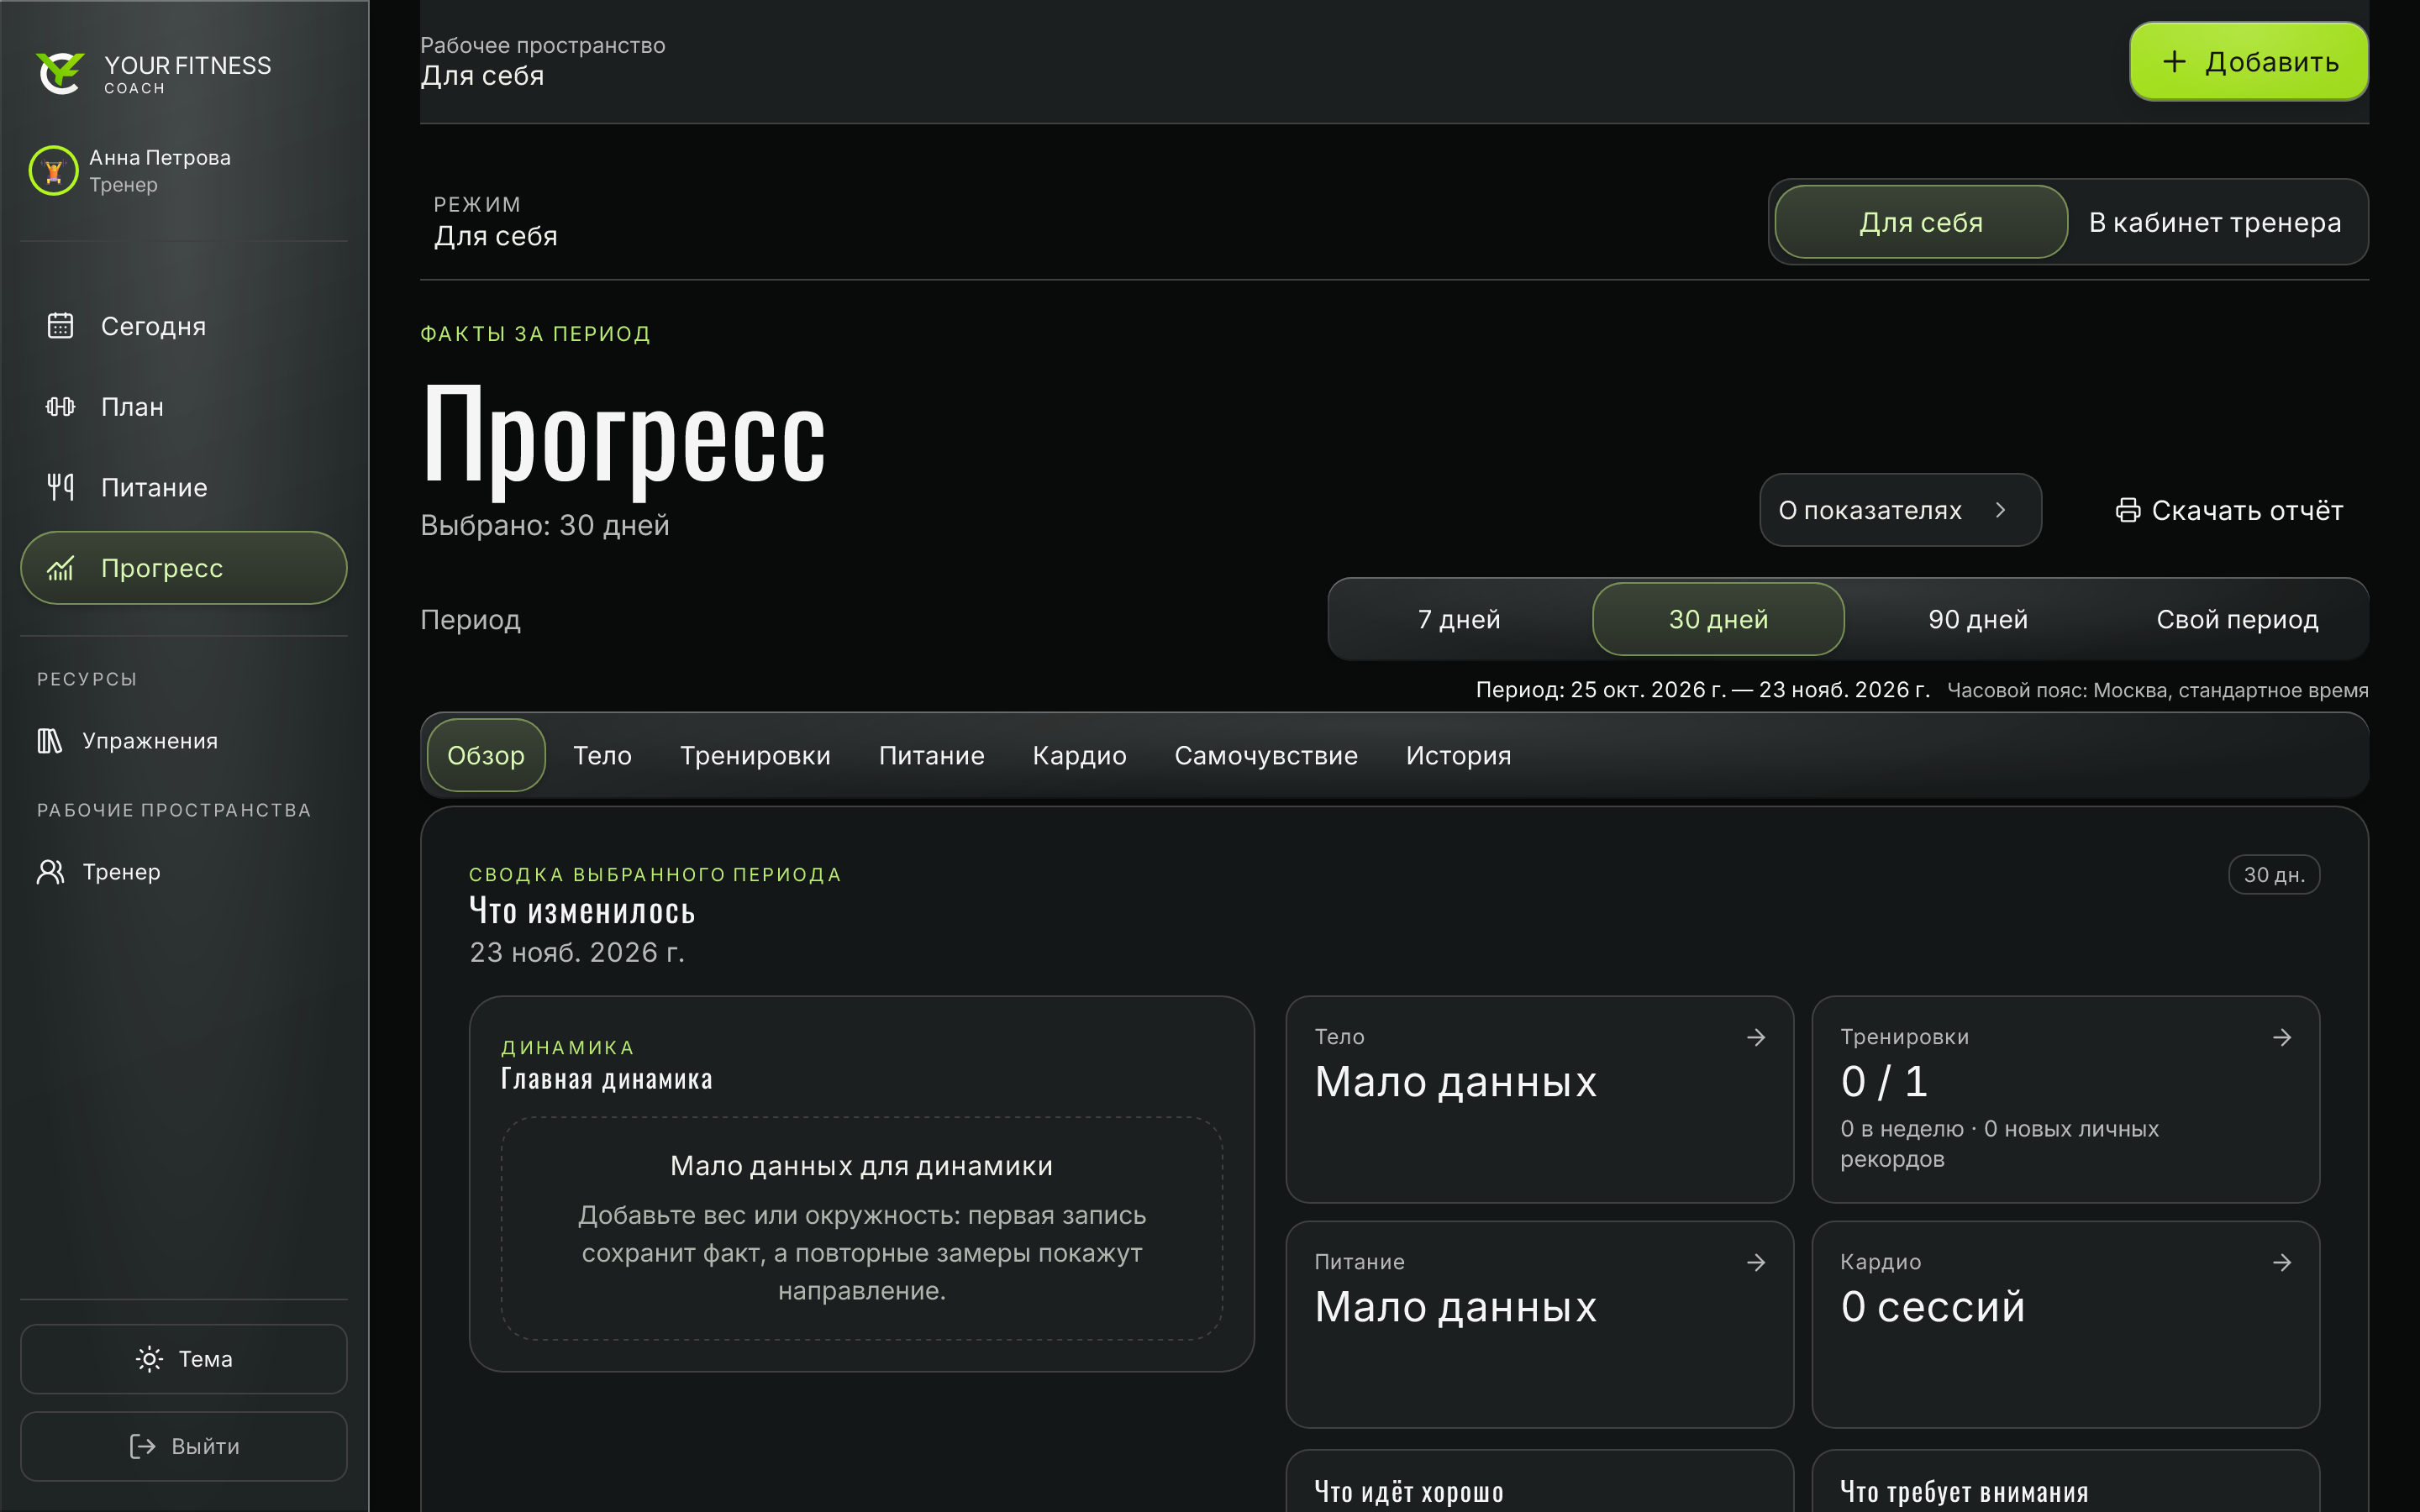 YOUR FITNESS
COACH
Анна Петрова
Тренер
Сегодня
План
Питание
Прогресс
РЕСУРСЫ
Упражнения
РАБОЧИЕ ПРОСТРАНСТВА
Тренер
Тема
Выйти
Рабочее пространство
Для себя
Добавить
РЕЖИМ
Для себя
Для себя
В кабинет тренера
ФАКТЫ ЗА ПЕРИОД
Прогресс
Выбрано: 30 дней
О показателях
Скачать отчёт
Период
7 дней
30 дней
90 дней
Свой период
Период: 25 окт. 2026 г. — 23 нояб. 2026 г. Часовой пояс: Москва, стандартное время
Обзор
Тело
Тренировки
Питание
Кардио
Самочувствие
История
СВОДКА ВЫБРАННОГО ПЕРИОДА
30 дн.
Что изменилось
23 нояб. 2026 г.
ДИНАМИКА
Главная динамика
Мало данных для динамики
Добавьте вес или окружность: первая запись
сохранит факт, а повторные замеры покажут
направление.
Тело
Мало данных
Тренировки
0 / 1
0 в неделю · 0 новых личных
рекордов
Питание
Мало данных
Кардио
0 сессий
Что идёт хорошо
Что требует внимания